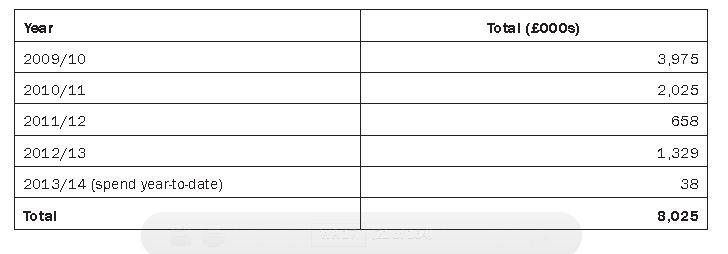 Year Total (£000s)
2009/10 3,975
2010/11 2,025
2011/12 658
2012/13 1,329
2013/14 (spend year-to-date) 38
Total 8,025